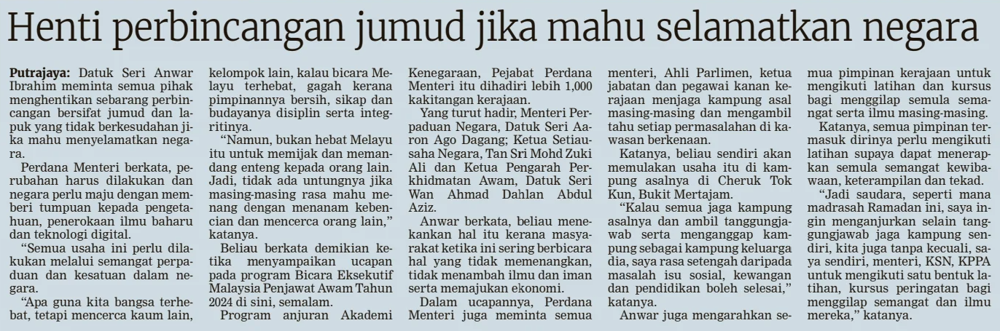 Henti perbincangan jumud jika mahu selamatkan negara
Putrajaya: Datuk Seri Anwar
Ibrahim meminta semua pihak
menghentikan sebarang perbin-
cangan bersifat jumud dan la-
puk yang tidak berkesudahan ji-
ka mahu menyelamatkan nega-
ra.
Perdana Menteri berkata, pe-
rubahan harus dilakukan dan
negara perlu maju dengan mem-
beri tumpuan kepada pengeta-
huan, penerokaan ilmu baharu
dan teknologi digital.
“Semua usaha ini perlu dila-
kukan melalui semangat perpa-
duan dan kesatuan dalam ne-
gara.
“Apa guna kita bangsa terhe-
bat, tetapi mencerca kaum lain,
kelompok lain, kalau bicara Me-
layu terhebat, gagah kerana
pimpinannya bersih, sikap dan
budayanya disiplin serta integ-
ritinya.
“Namun, bukan hebat Melayu
itu untuk memijak dan meman-
dang enteng kepada orang lain.
Jadi, tidak ada untungnya jika
masing-masing rasa mahu me-
nang dengan menanam keben-
cian dan mencerca orang lain,”
katanya.
Beliau berkata demikian ke-
tika menyampaikan ucapan
pada program Bicara Eksekutif
Malaysia Penjawat Awam Tahun
2024 di sini, semalam.
Program anjuran Akademi
Kenegaraan, Pejabat Perdana
Menteri itu dihadiri lebih 1,000
kakitangan kerajaan.
Yang turut hadir, Menteri Per-
paduan Negara, Datuk Seri Aa-
ron Ago Dagang; Ketua Setiau-
saha Negara, Tan Sri Mohd Zuki
Ali dan Ketua Pengarah Per-
khidmatan Awam, Datuk Seri
Wan Ahmad Dahlan Abdul
Aziz.
Anwar berkata, beliau mene-
kankan hal itu kerana masya-
rakat ketika ini sering berbicara
hal yang tidak memenangkan,
tidak menambah ilmu dan iman
serta memajukan ekonomi.
Dalam ucapannya, Perdana
Menteri juga meminta semua
menteri, Ahli Parlimen, ketua
jabatan dan pegawai kanan ke-
rajaan menjaga kampung asal
masing-masing dan mengambil
tahu setiap permasalahan di ka-
wasan berkenaan.
Katanya, beliau sendiri akan
memulakan usaha itu di kam-
pung asalnya di Cheruk Tok
Kun, Bukit Mertajam.
“Kalau semua jaga kampung
asalnya dan ambil tanggungja-
wab serta menganggap kam-
pung sebagai kampung keluarga
dia, saya rasa setengah daripada
masalah isu sosial, kewangan
dan pendidikan boleh selesai,”
katanya.
Anwar juga mengarahkan se-
mua pimpinan kerajaan untuk
mengikuti latihan dan kursus
bagi menggilap semula sema-
ngat serta ilmu masing-masing.
Katanya, semua pimpinan ter-
masuk dirinya perlu mengikuti
latihan supaya dapat menerap-
kan semula semangat kewiba-
waan, keterampilan dan tekad.
“Jadi saudara, seperti mana
madrasah Ramadan ini, saya in-
gin menganjurkan selain tang-
gungjawab jaga kampung sen-
diri, kita juga tanpa kecuali, sa-
ya sendiri, menteri, KSN, KPPA
untuk mengikuti satu bentuk la-
tihan, kursus peringatan bagi
menggilap semangat dan ilmu
mereka,” katanya.